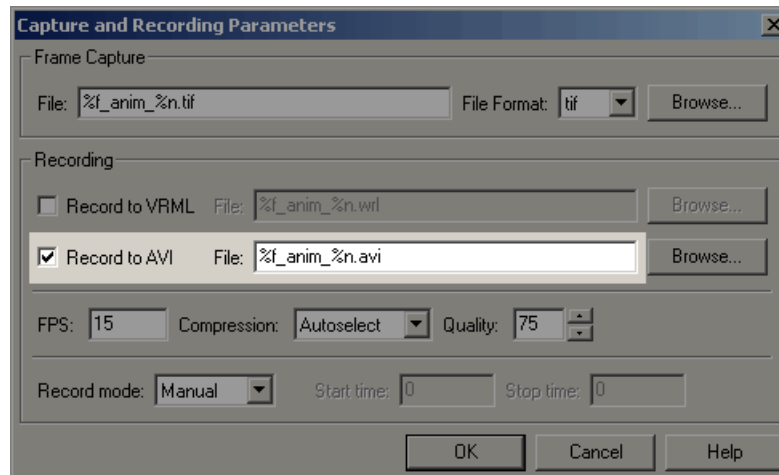 Capture and Recording Parameters
Frame Capture
File: %f_anim_%n.tif File Format: tif Browse...
Recording
Record to VRML File: %f_anim_%n.wrl Browse...
Record to AVI File: %f_anim_%n.avi Browse...
FPS: 15 Compression: Autoselect Quality: 75
Record mode: Manual Start time: 0 Stop time: 0
OK Cancel Help